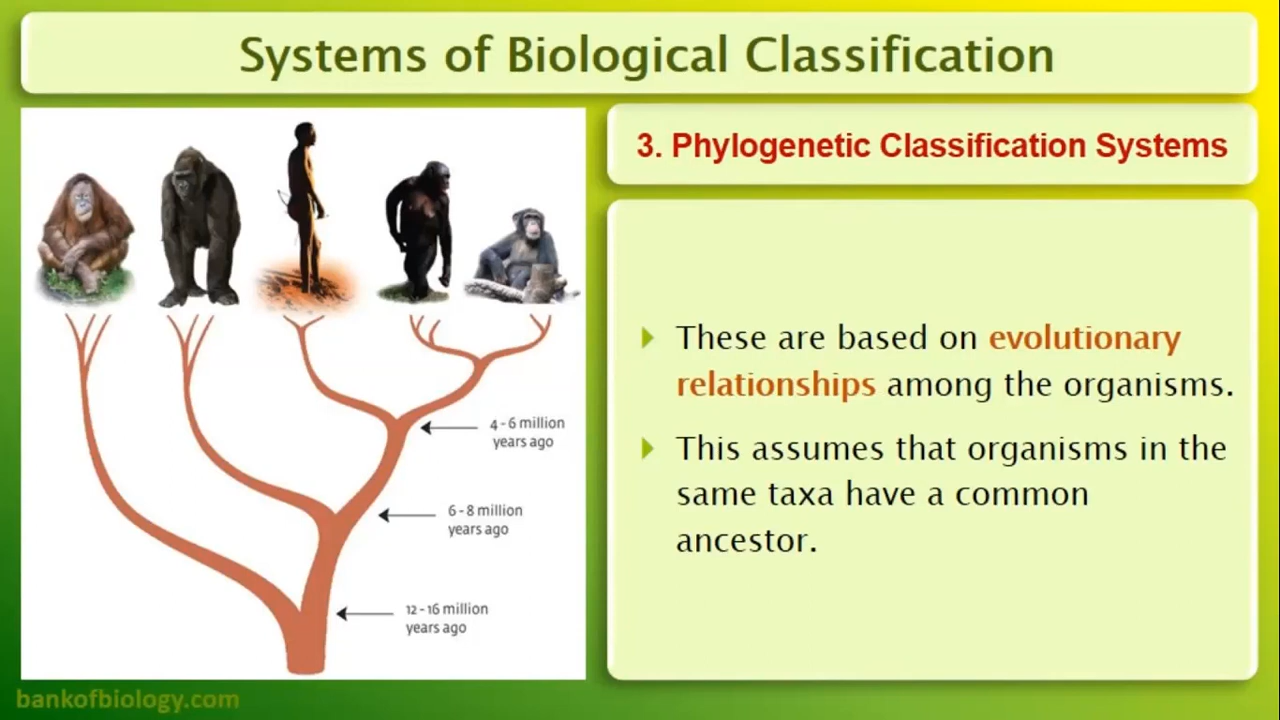 Systems of Biological Classification
3. Phylogenetic Classification Systems
These are based on evolutionary
relationships among the organisms.
This assumes that organisms in the
same taxa have a common
ancestor.
4 - 6 million
years ago
6 - 8 million
years ago
12 - 16 million
years ago
bankofbiology.com